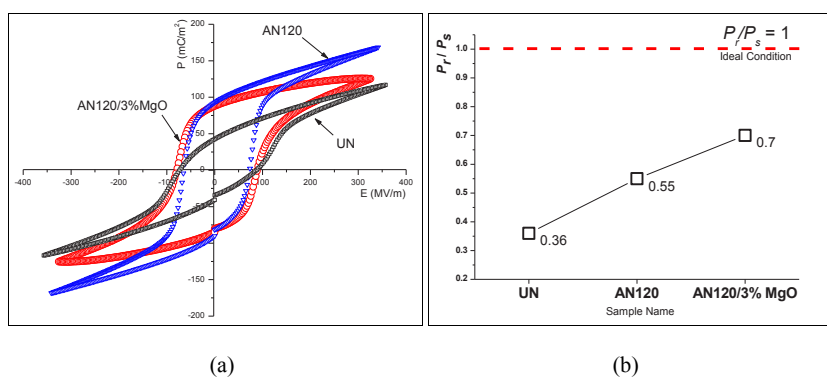 200
150
100
50
0
-50
-100
-150
-200
P (mC/m²)
-400
-300
-200
-100
0
100
200
300
400
E (MV/m)
AN120
AN120/3%MgO
UN
Pr/Ps = 1
Ideal Condition
Pr / Ps
1.1
1.0
0.9
0.8
0.7
0.6
0.5
0.4
0.3
0.2
0.36
0.55
0.7
UN
AN120
AN120/3% MgO
Sample Name
(a)
(b)